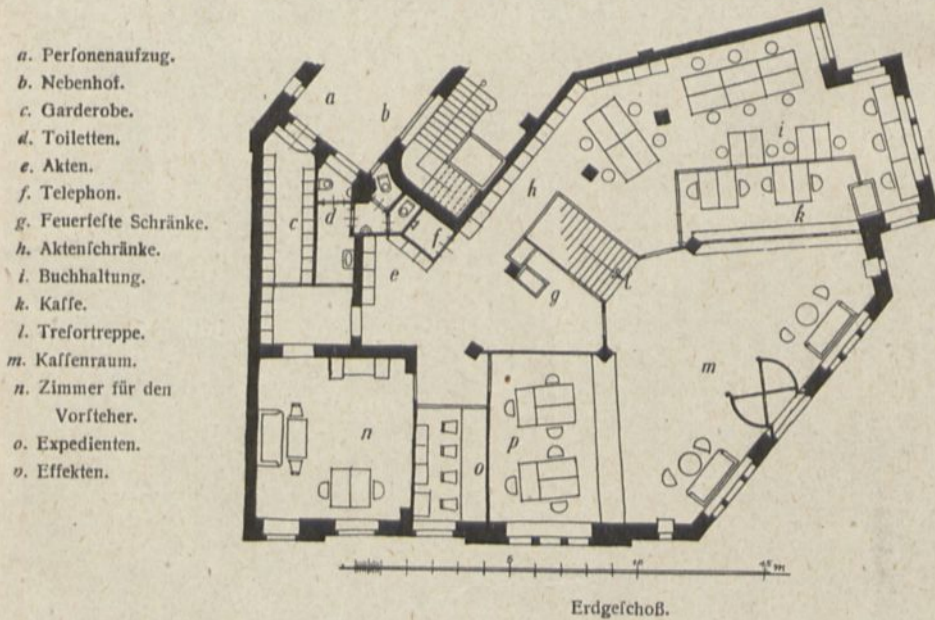 a. Perſonenaufzug.
b. Nebenhof.
c. Garderobe.
d. Toiletten.
e. Akten.
f. Telephon.
g. Feuerfeſte Schränke.
h. Aktenſchränke.
i. Buchhaltung.
k. Kaſſe.
l. Treſortreppe.
m. Kaſſenraum.
n. Zimmer für den
Vorſteher.
o. Expedienten.
p. Effekten.
a
b
c
d
e
f
g
h
i
k
l
m
n
o
p
5
10
15 m
Erdgeſchoß.